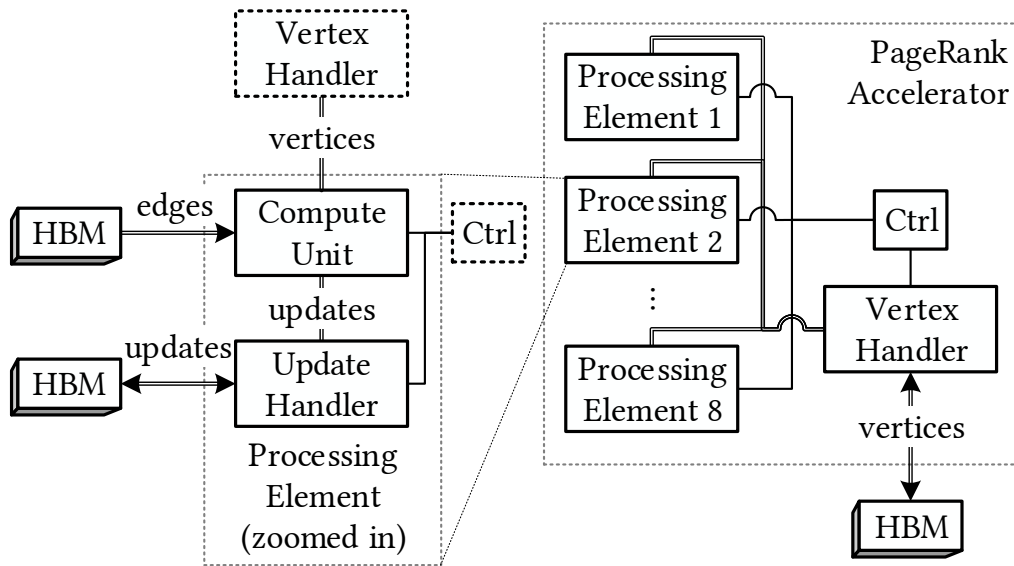 Vertex
Handler
vertices
edges
HBM
Compute
Unit
Ctrl
updates
updates
HBM
Update
Handler
Processing
Element
(zoomed in)
PageRank
Accelerator
Processing
Element 1
Processing
Element 2
⋮
Processing
Element 8
Ctrl
Vertex
Handler
vertices
HBM